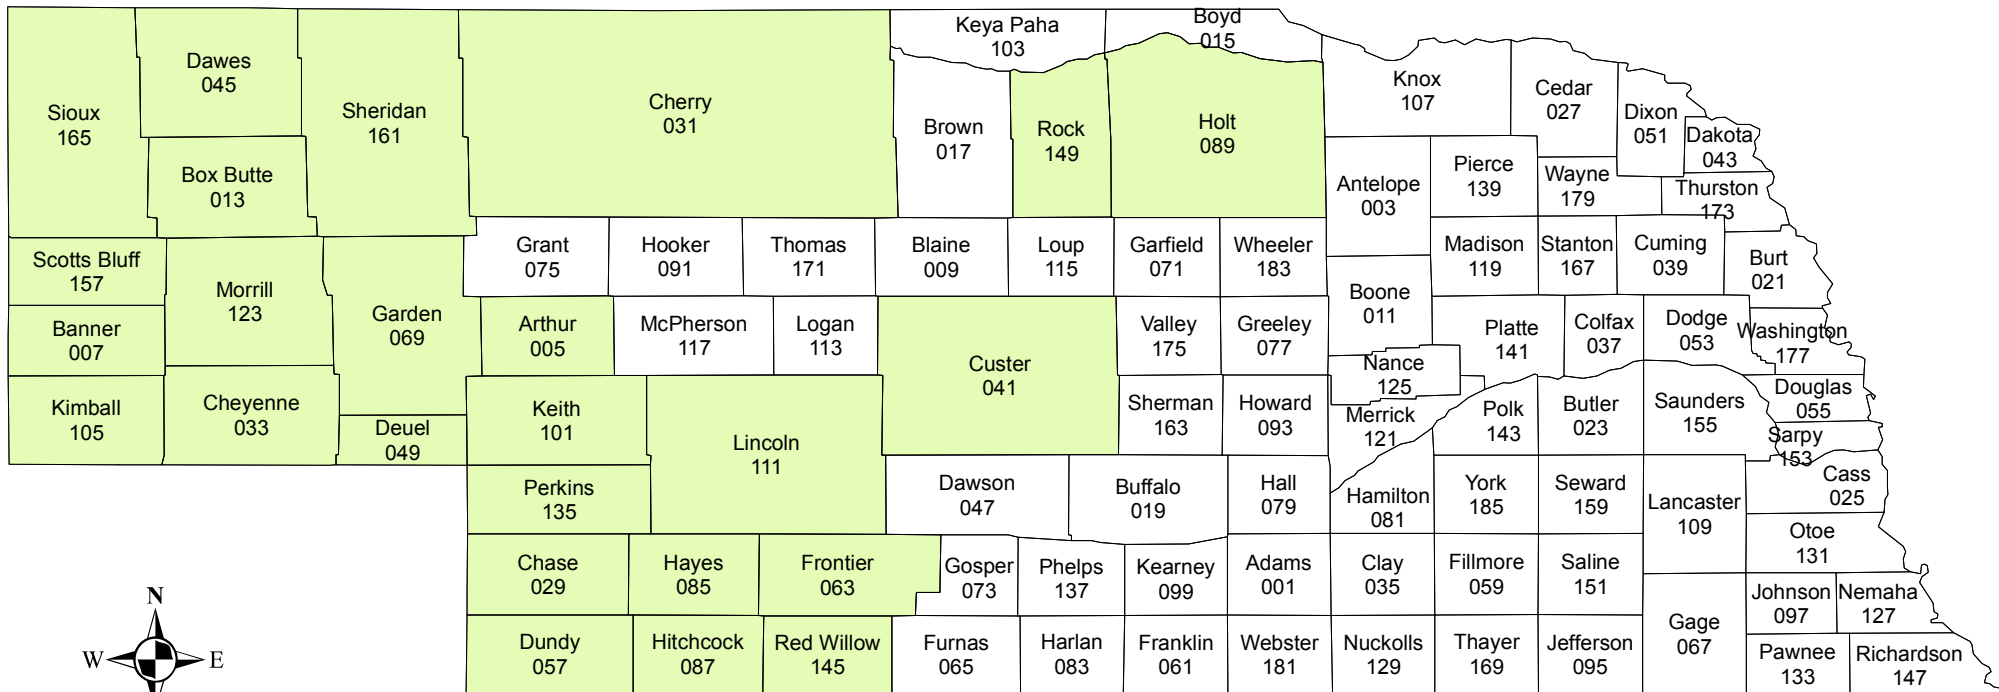 Keya Paha
103
Boyd
015
Dawes
045
Sioux
165
Sheridan
161
Cherry
031
Brown
017
Rock
149
Holt
089
Knox
107
Cedar
027
Dixon
051
Dakota
043
Box Butte
013
Antelope
003
Pierce
139
Wayne
179
Thurston
173
Scotts Bluff
157
Grant
075
Hooker
091
Thomas
171
Blaine
009
Loup
115
Garfield
071
Wheeler
183
Madison
119
Stanton
167
Cuming
039
Burt
021
Morrill
123
Garden
069
Boone
011
Banner
007
Arthur
005
McPherson
117
Logan
113
Custer
041
Valley
175
Greeley
077
Platte
141
Colfax
037
Dodge
053
Washington
177
Nance
125
Kimball
105
Cheyenne
033
Deuel
049
Keith
101
Lincoln
111
Sherman
163
Howard
093
Merrick
121
Polk
143
Butler
023
Saunders
155
Douglas
055
Sarpy
153
Perkins
135
Dawson
047
Buffalo
019
Hall
079
Hamilton
081
York
185
Seward
159
Lancaster
109
Cass
025
Otoe
131
Chase
029
Hayes
085
Frontier
063
Gosper
073
Phelps
137
Kearney
099
Adams
001
Clay
035
Fillmore
059
Saline
151
Johnson
097
Nemaha
127
Gage
067
Dundy
057
Hitchcock
087
Red Willow
145
Furnas
065
Harlan
083
Franklin
061
Webster
181
Nuckolls
129
Thayer
169
Jefferson
095
Pawnee
133
Richardson
147
N
W
E